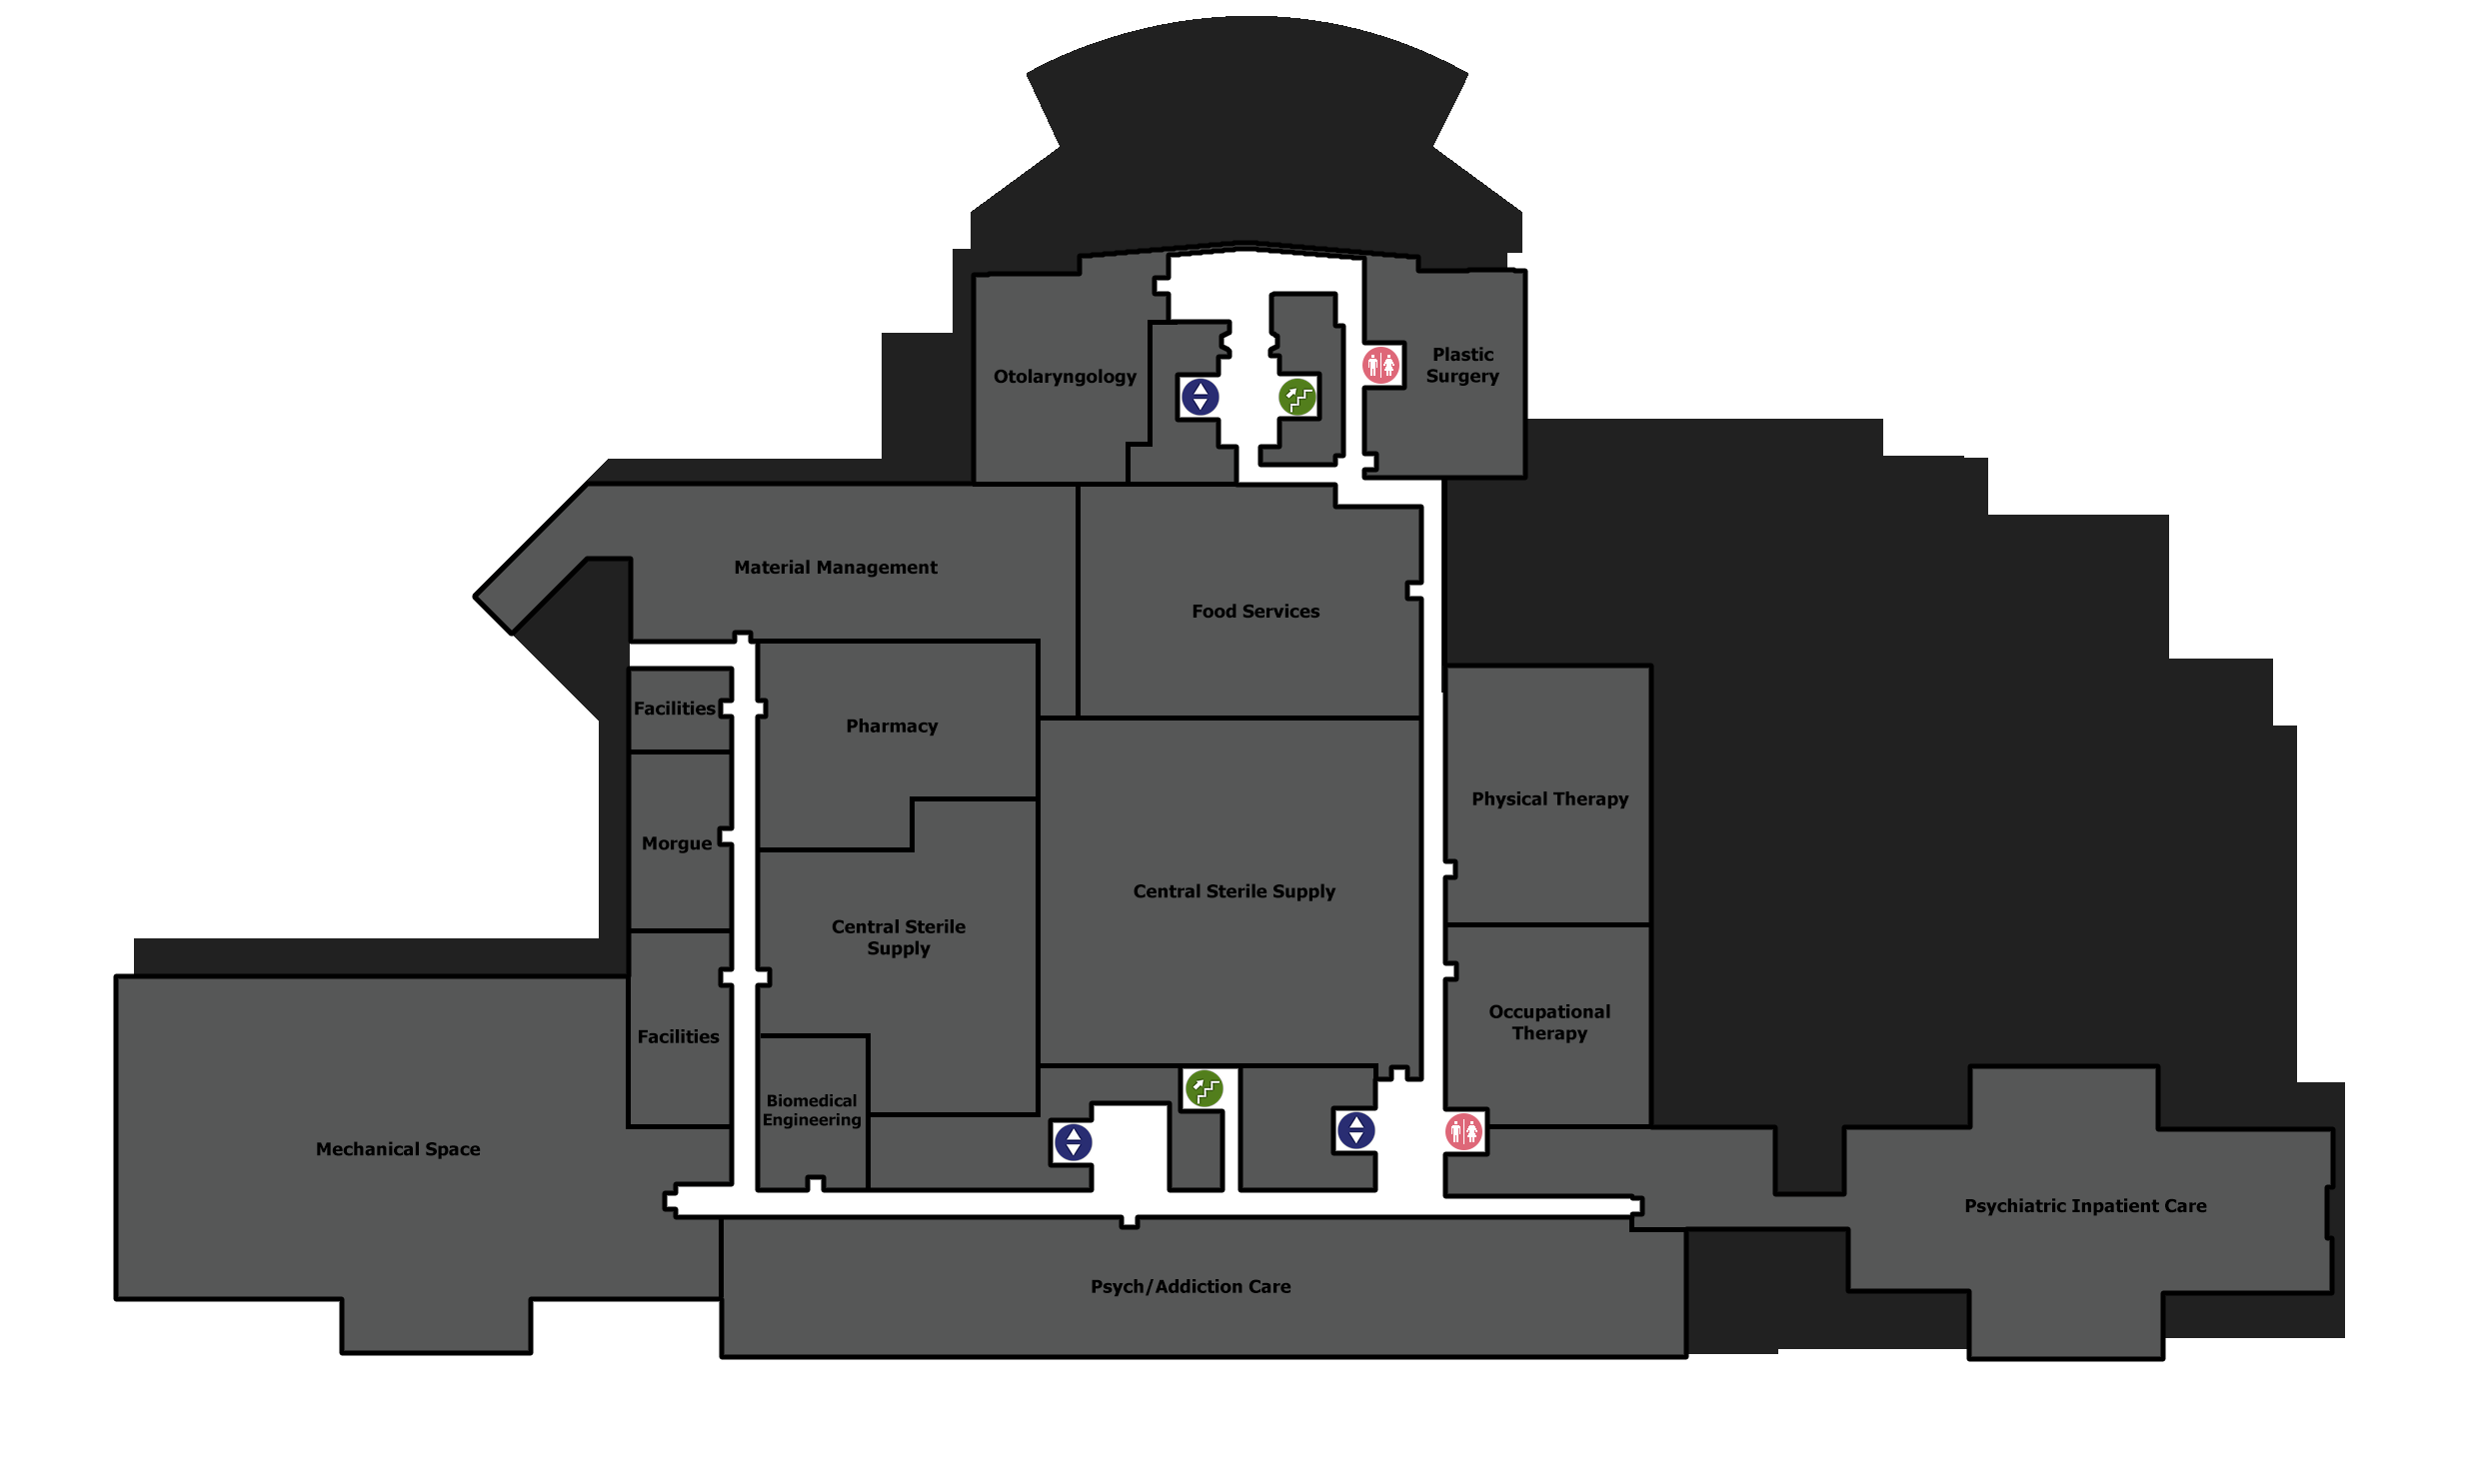 Otolaryngology
Plastic
Surgery
Material Management
Food Services
Facilities
Pharmacy
Physical Therapy
Morgue
Central Sterile Supply
Central Sterile
Supply
Occupational
Therapy
Facilities
Biomedical
Engineering
Mechanical Space
Psychiatric Inpatient Care
Psych/Addiction Care